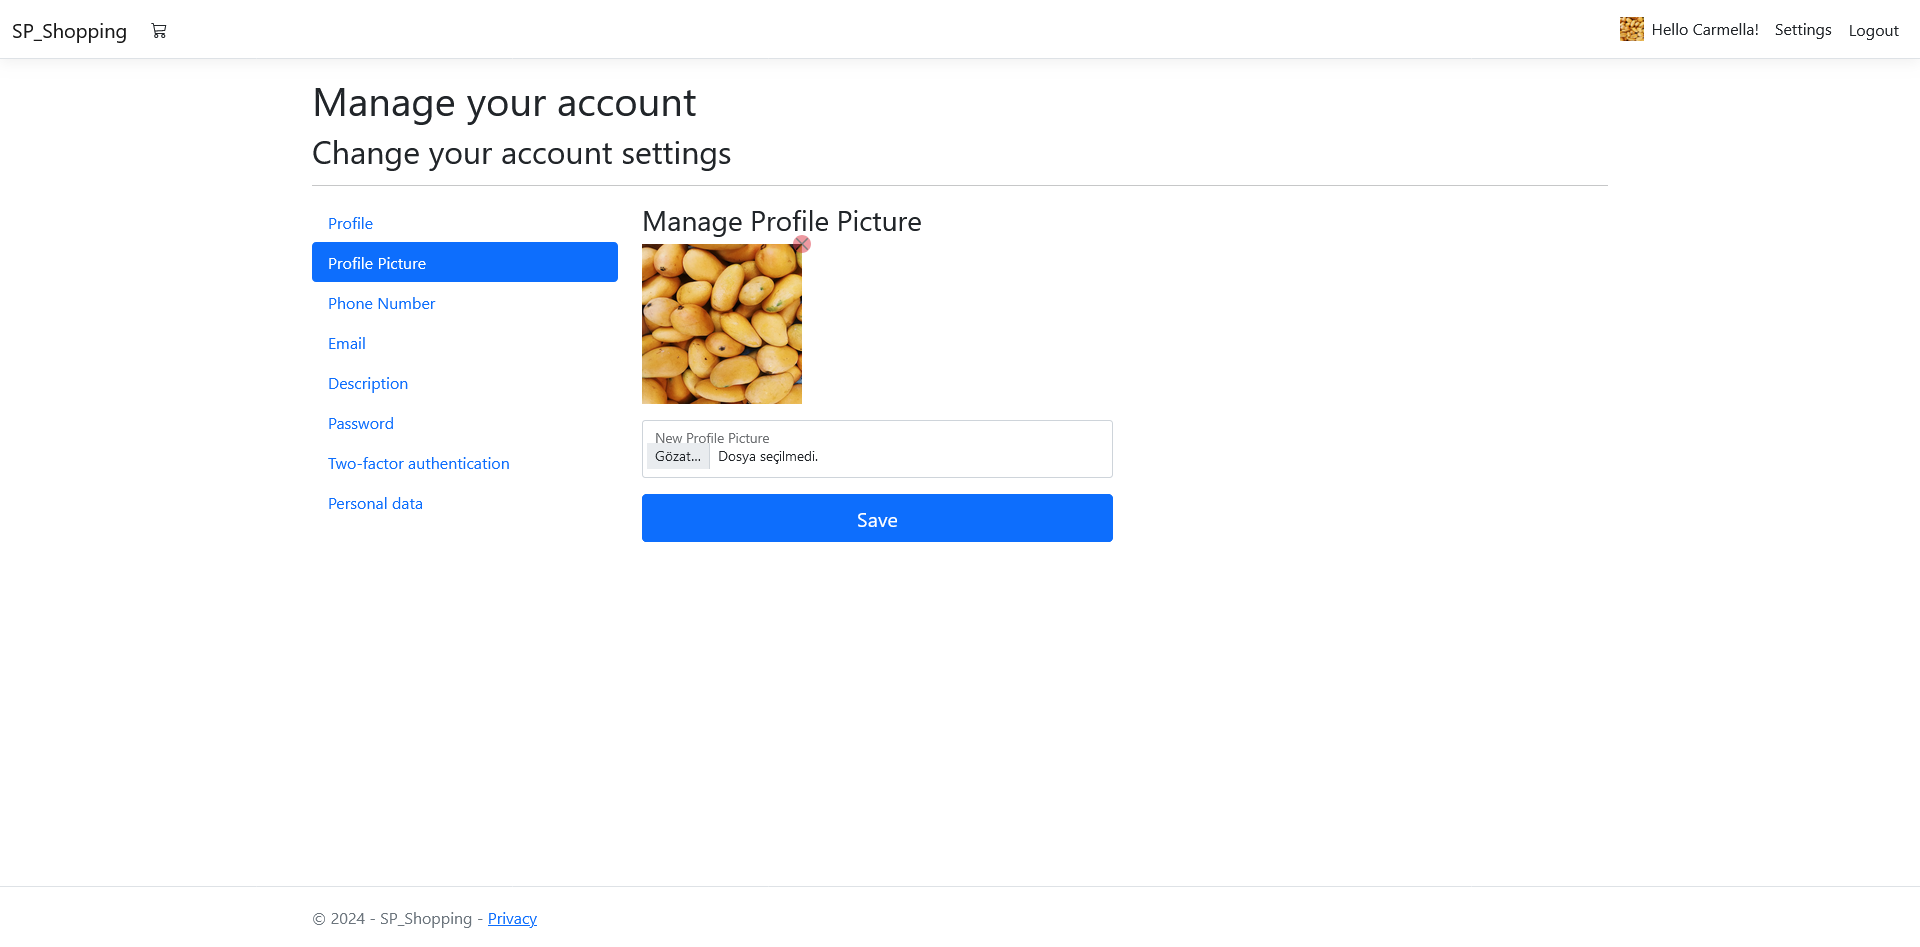 SP_Shopping
Hello Carmella! Settings Logout
Manage your account
Change your account settings
Profile
Profile Picture
Phone Number
Email
Description
Password
Two-factor authentication
Personal data
Manage Profile Picture
New Profile Picture
Gözat... Dosya seçilmedi.
Save
© 2024 - SP_Shopping - Privacy